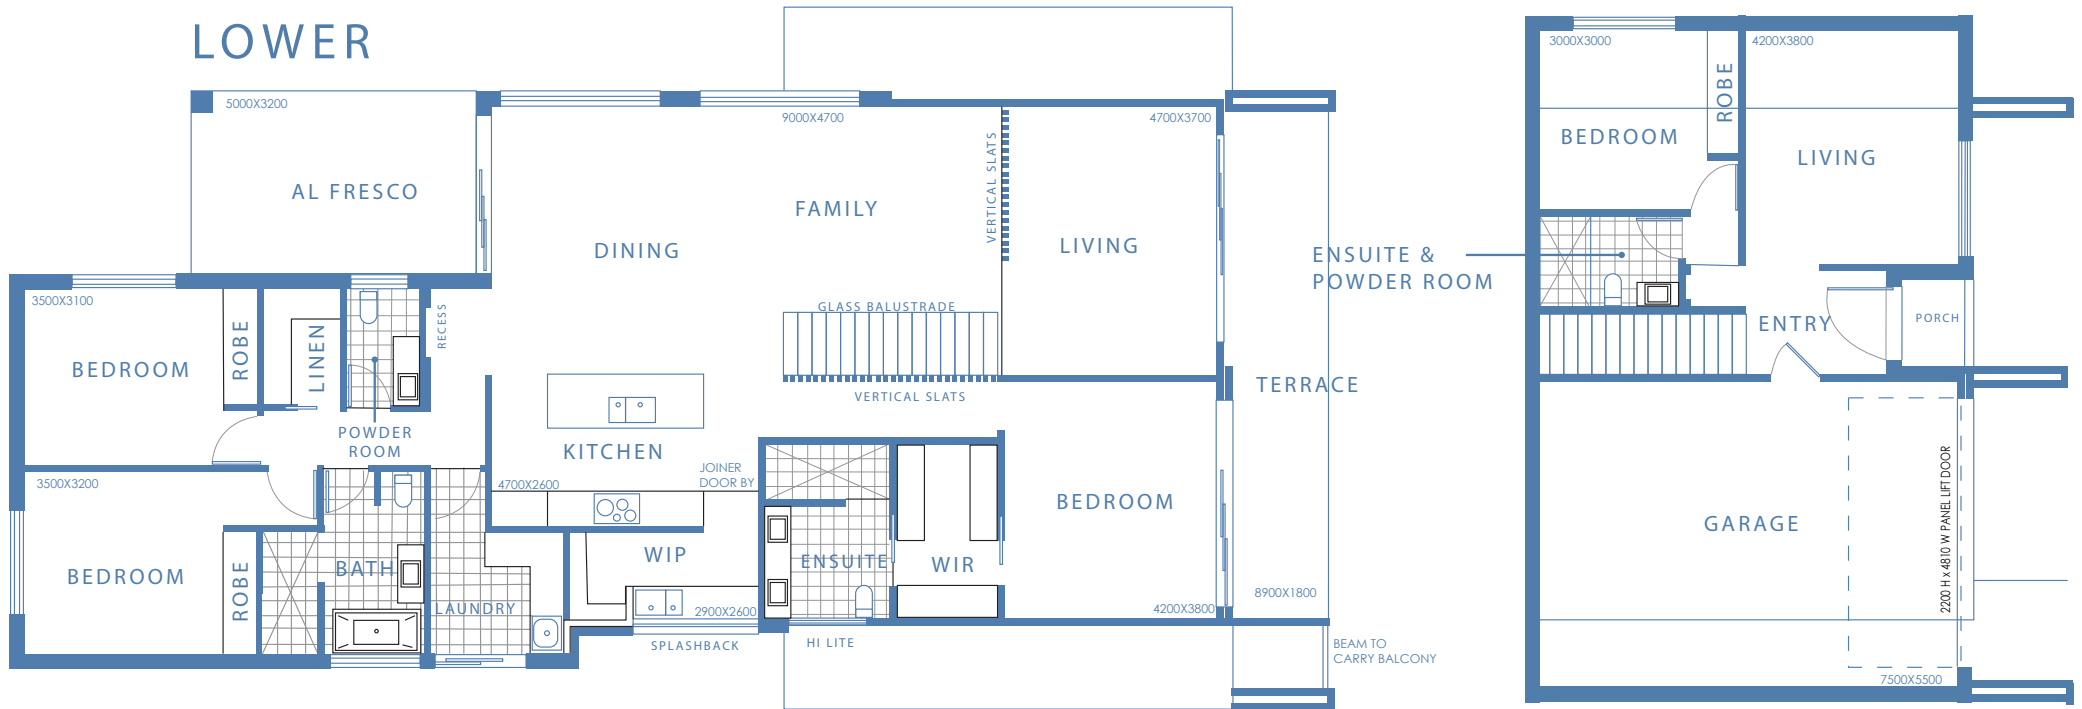 LOWER
5000X3200
AL FRESCO
9000X4700
4700X3700
VERTICAL SLATS
FAMILY
DINING
LIVING
GLASS BALUSTRADE
VERTICAL SLATS
TERRACE
3500X3100
BEDROOM
ROBE
LINEN
RECESS
POWDER
ROOM
KITCHEN
4700X2600
JOINER
DOOR BY
3500X3200
BEDROOM
ROBE
BATH
LAUNDRY
WIP
2900X2600
SPLASHBACK
ENSUITE
WIR
HI LITE
BEDROOM
4200X3800
8900X1800
BEAM TO
CARRY BALCONY
3000X3000
ROBE
4200X3800
BEDROOM
LIVING
ENSUITE &
POWDER ROOM
ENTRY
PORCH
GARAGE
2200 H x 4810 W PANEL LIFT DOOR
7500X5500